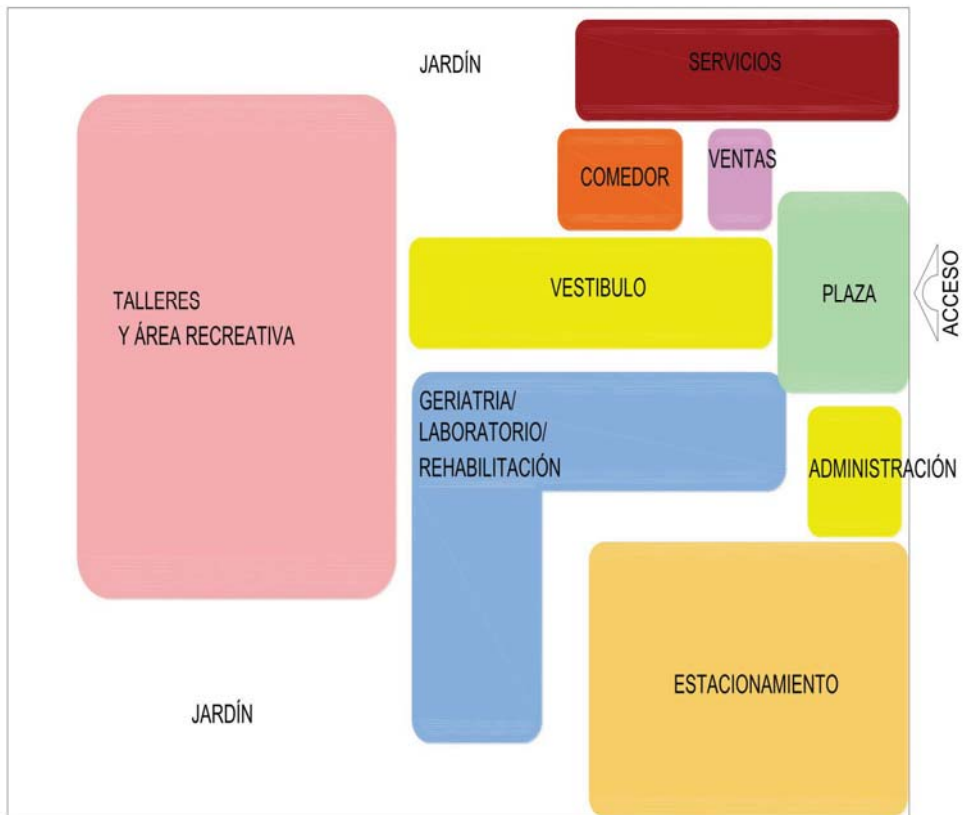 JARDÍN
SERVICIOS
COMEDOR
VENTAS
TALLERES
Y ÁREA RECREATIVA
VESTIBULO
PLAZA
ACCESO
GERIATRIA/
LABORATORIO/
REHABILITACIÓN
ADMINISTRACIÓN
ESTACIONAMIENTO
JARDÍN